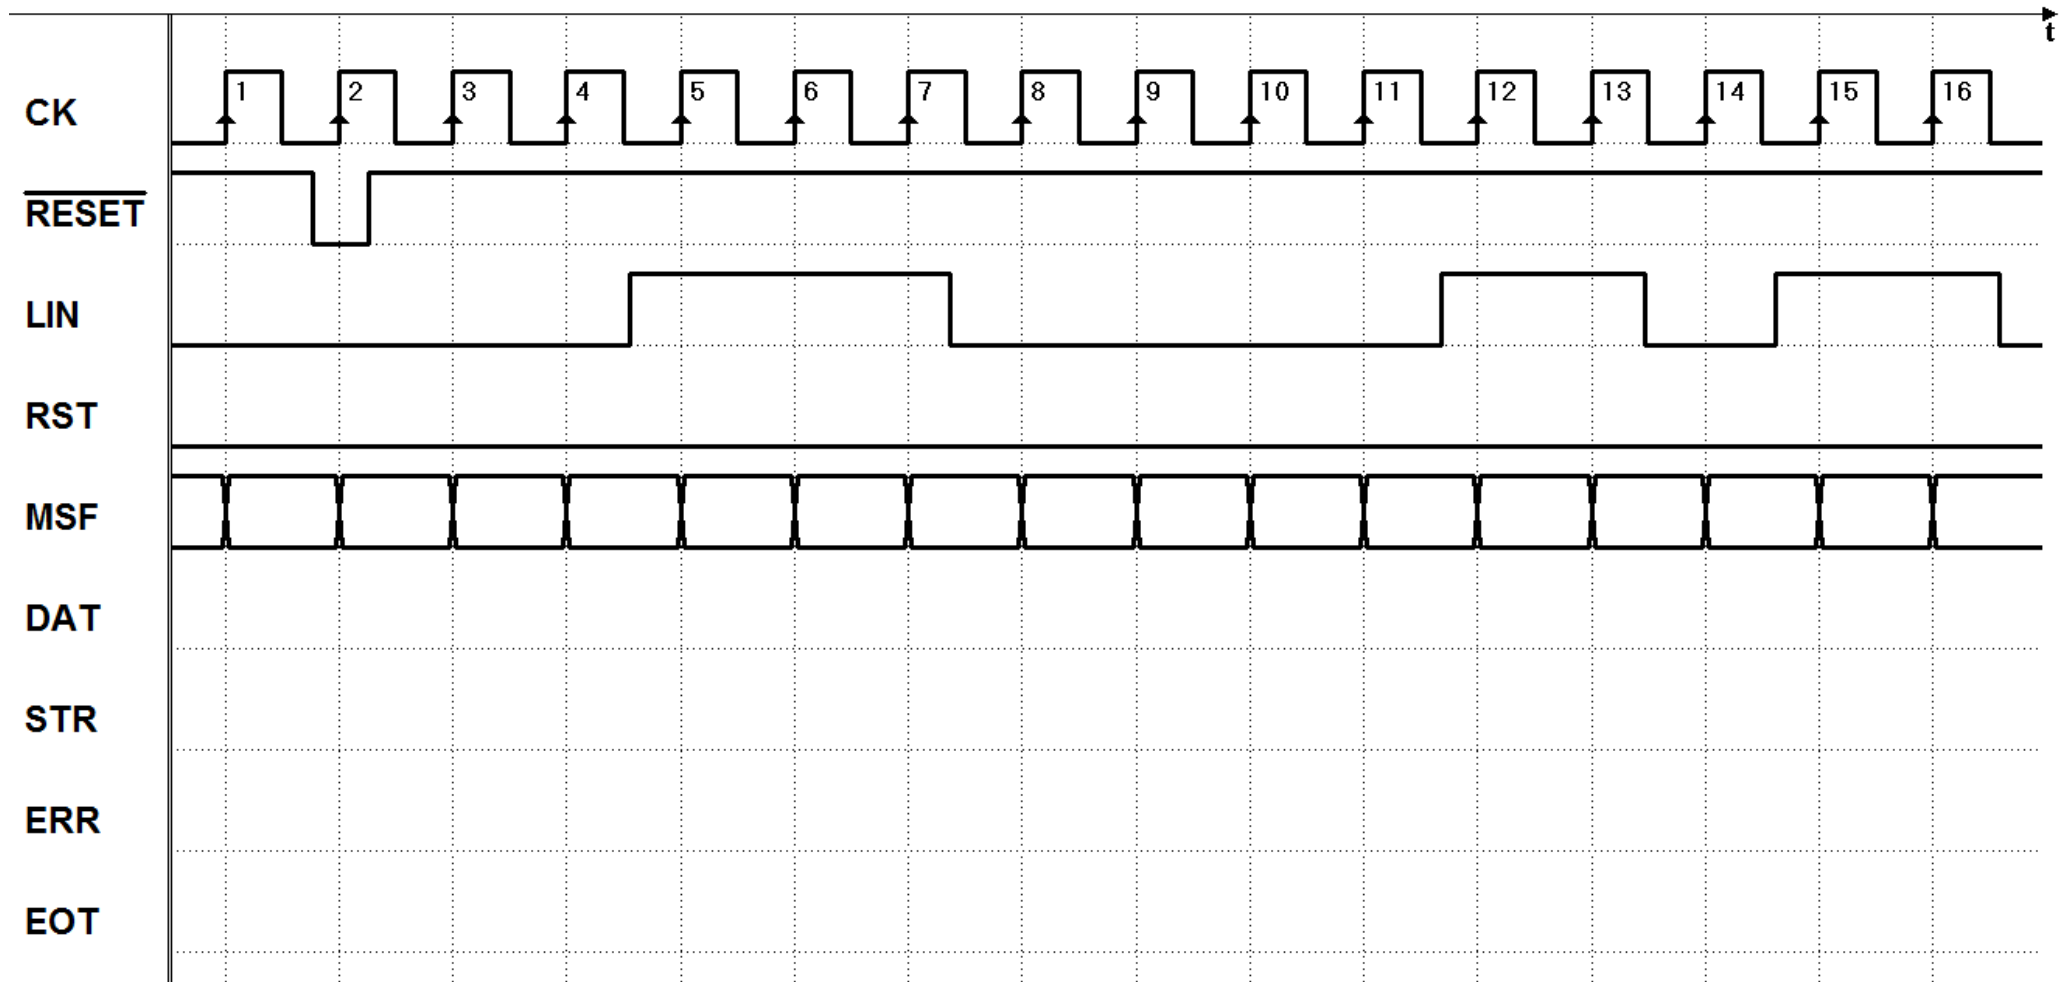 t
CK 1 2 3 4 5 6 7 8 9 10 11 12 13 14 15 16
RESET
LIN
RST
MSF
DAT
STR
ERR
EOT